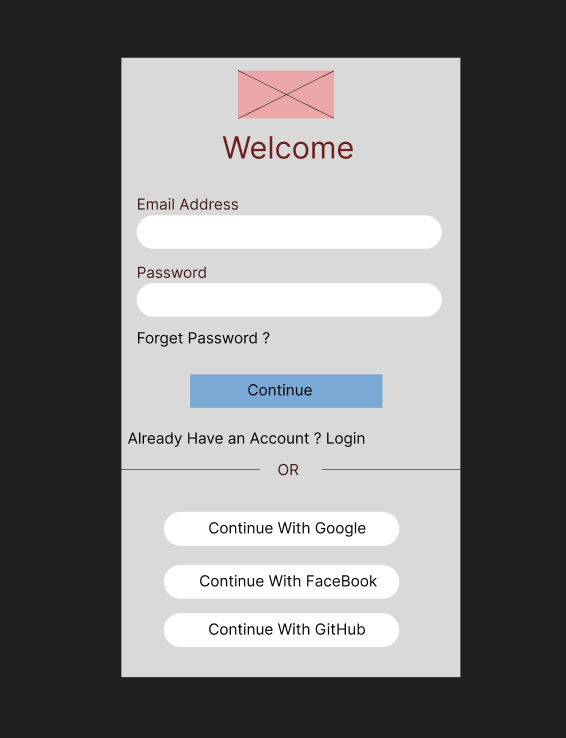 Welcome
Email Address
Password
Forget Password ?
Continue
Already Have an Account ? Login
OR
Continue With Google
Continue With FaceBook
Continue With GitHub